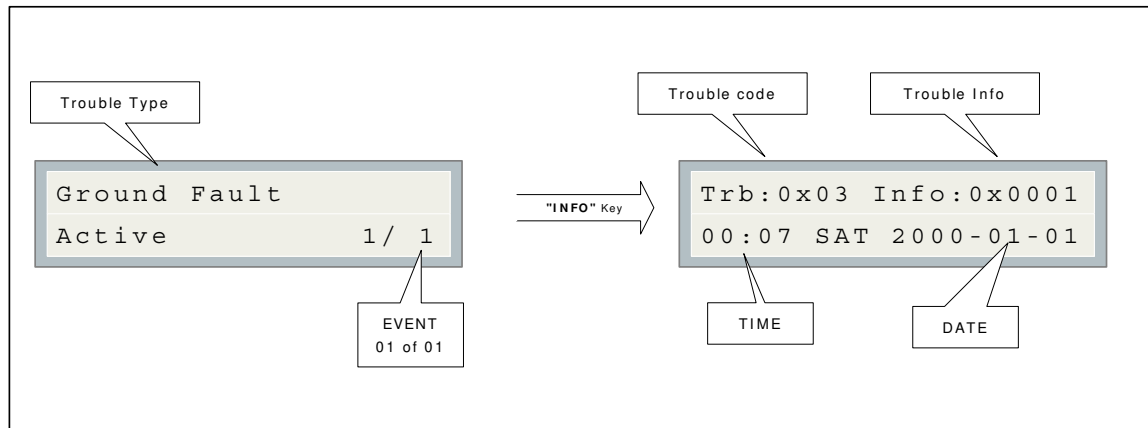 Trouble Type
Ground Fault
Active 1/ 1
EVENT
01 of 01
"INFO" Key
Trouble code
Trouble Info
Trb:0x03 Info:0x0001
00:07 SAT 2000-01-01
TIME
DATE